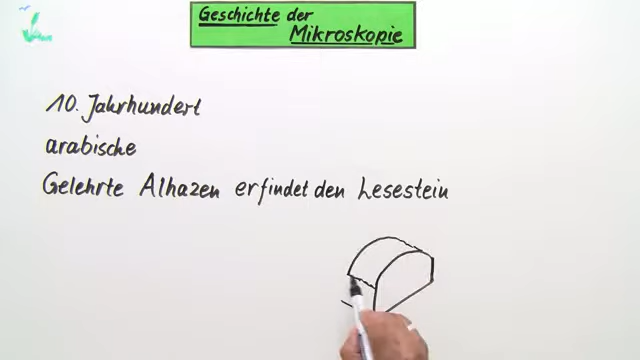 Geschichte der
Mikroskopie
10. Jahrhundert
arabische
Gelehrte Alhazen erfindet den Lesestein